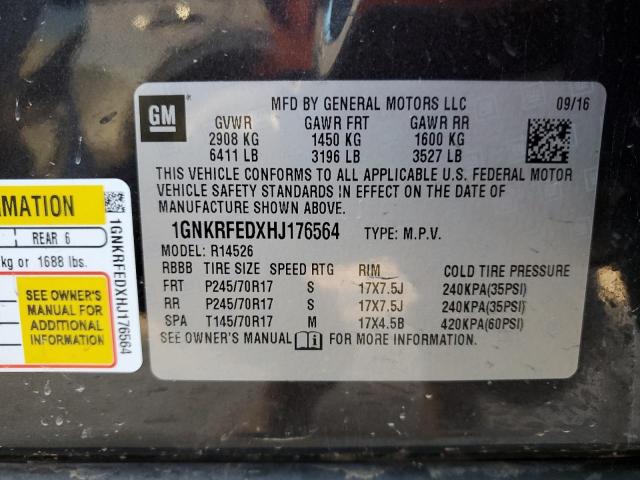 GM
MFD BY GENERAL MOTORS LLC 09/16
GVWR GAWR FRT GAWR RR
2908 KG 1450 KG 1600 KG
6411 LB 3196 LB 3527 LB
THIS VEHICLE CONFORMS TO ALL APPLICABLE U.S. FEDERAL MOTOR
VEHICLE SAFETY STANDARDS IN EFFECT ON THE DATE OF
MANUFACTURE SHOWN ABOVE.
1GNKRFEDXHJ176564 TYPE: M.P.V.
MODEL: R14526
RBBB TIRE SIZE SPEED RTG RIM COLD TIRE PRESSURE
FRT P245/70R17 S 17X7.5J 240KPA(35PSI)
RR P245/70R17 S 17X7.5J 240KPA(35PSI)
SPA T145/70R17 M 17X4.5B 420KPA(60PSI)
SEE OWNER'S MANUAL i FOR MORE INFORMATION.
RMATION
REAR 6
kg or 1688 lbs.
SEE OWNER'S
MANUAL FOR
ADDITIONAL
INFORMATION
1GNKRFEDXHJ176564